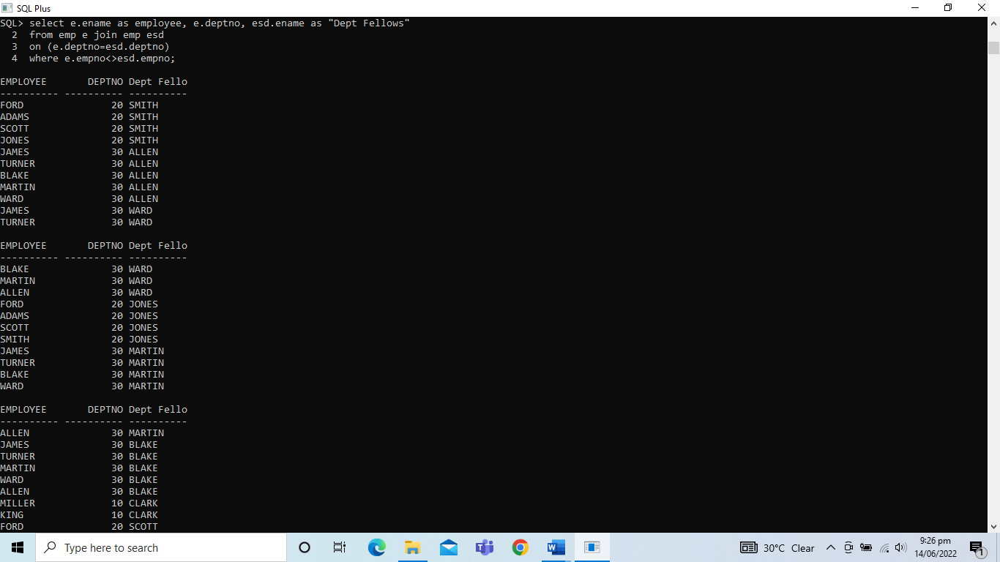 SQL Plus
SQL> select e.ename as employee, e.deptno, esd.ename as "Dept Fellows"
  2  from emp e join emp esd
  3  on (e.deptno=esd.deptno)
  4  where e.empno<>esd.empno;
EMPLOYEE       DEPTNO Dept Fello
---------- ---------- ----------
FORD               20 SMITH
ADAMS              20 SMITH
SCOTT              20 SMITH
JONES              20 SMITH
JAMES              30 ALLEN
TURNER             30 ALLEN
BLAKE              30 ALLEN
MARTIN             30 ALLEN
WARD               30 ALLEN
JAMES              30 WARD
TURNER             30 WARD
EMPLOYEE       DEPTNO Dept Fello
---------- ---------- ----------
BLAKE              30 WARD
MARTIN             30 WARD
ALLEN              30 WARD
FORD               20 JONES
ADAMS              20 JONES
SCOTT              20 JONES
SMITH              20 JONES
JAMES              30 MARTIN
TURNER             30 MARTIN
BLAKE              30 MARTIN
WARD               30 MARTIN
EMPLOYEE       DEPTNO Dept Fello
---------- ---------- ----------
ALLEN              30 MARTIN
JAMES              30 BLAKE
TURNER             30 BLAKE
MARTIN             30 BLAKE
WARD               30 BLAKE
ALLEN              30 BLAKE
MILLER             10 CLARK
KING               10 CLARK
FORD               20 SCOTT
Type here to search
30°C Clear
9:26 pm
14/06/2022
1